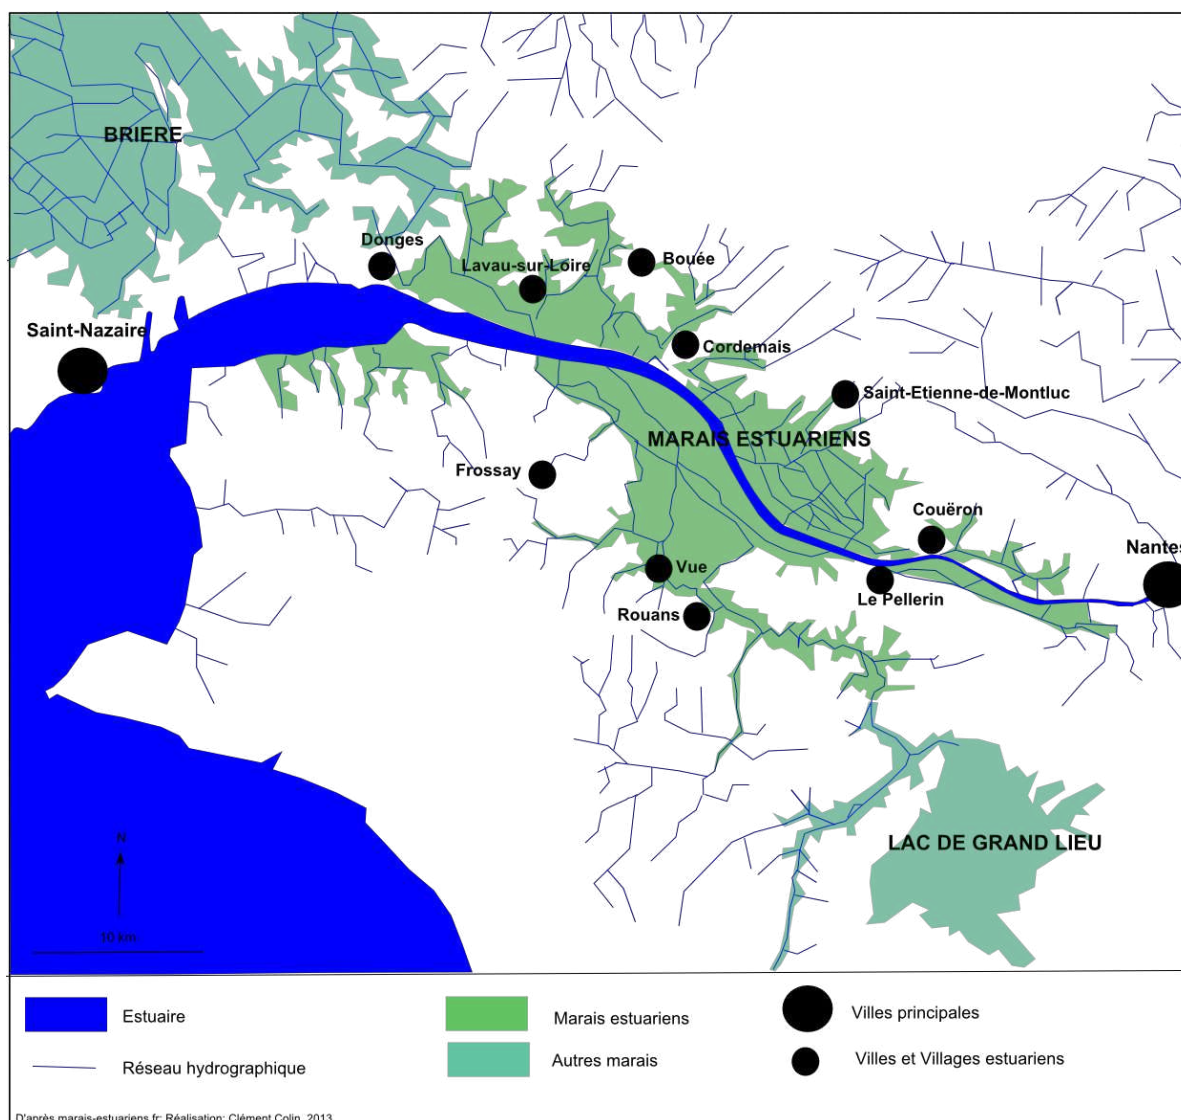 BRIERE
Donges
Lavau-sur-Loire
Bouée
Saint-Nazaire
Cordemais
Saint-Etienne-de-Montluc
MARAIS ESTUARIENS
Frossay
Couëron
Nantes
Vue
Le Pellerin
Rouans
LAC DE GRAND LIEU
N
10 km
Estuaire
Marais estuariens
Villes principales
Réseau hydrographique
Autres marais
Villes et Villages estuariens
D'après marais-estuariens.fr; Réalisation: Clément Colin, 2013